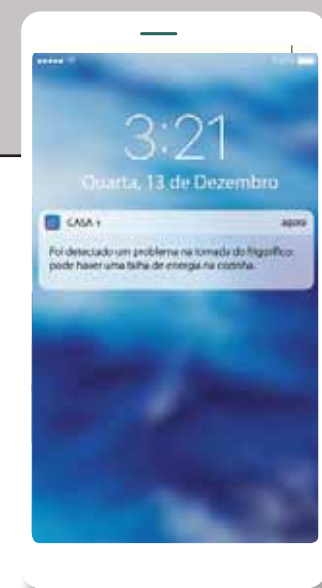 3:21
Quarta, 13 de Dezembro
CASA +
agora
Foi detectado um problema na tomada do frigorífico:
pode haver uma falha de energia na cozinha.